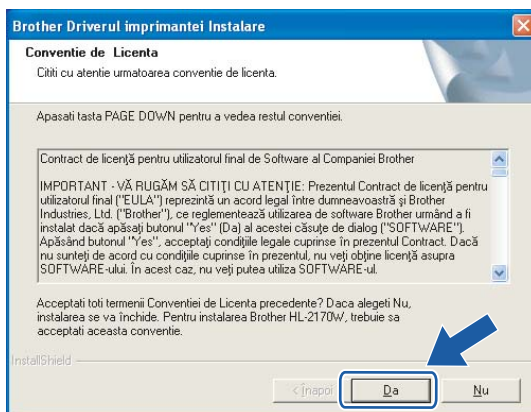 Brother Driverul imprimantei Instalare
Conventie de Licenta
Cititi cu atentie urmatoarea conventie de licenta.
Apasati tasta PAGE DOWN pentru a vedea restul conventiei.
Contract de licenţă pentru utilizatorul final de Software al Companiei Brother
IMPORTANT - VĂ RUGĂM SĂ CITIŢI CU ATENŢIE: Prezentul Contract de licenţă pentru
utilizatorul final ("EULA") reprezintă un acord legal între dumneavoastră şi Brother
Industries, Ltd. ("Brother"), ce reglementează utilizarea de software Brother urmând a fi
instalat dacă apăsaţi butonul "Yes" (Da) al acestei căsuţe de dialog ("SOFTWARE").
Apăsând butonul "Yes", acceptaţi condiţiile legale cuprinse în prezentul Contract. Dacă
nu sunteţi de acord cu condiţiile cuprinse în prezentul, nu veţi obţine licenţă asupra
SOFTWARE-ului. În acest caz, nu veţi putea utiliza SOFTWARE-ul.
Acceptati toti termenii Conventiei de Licenta precedente? Daca alegeti Nu,
instalarea se va închide. Pentru instalarea Brother HL-2170W, trebuie sa
acceptati aceasta conventie.
InstallShield
< înapoi
Da
Nu